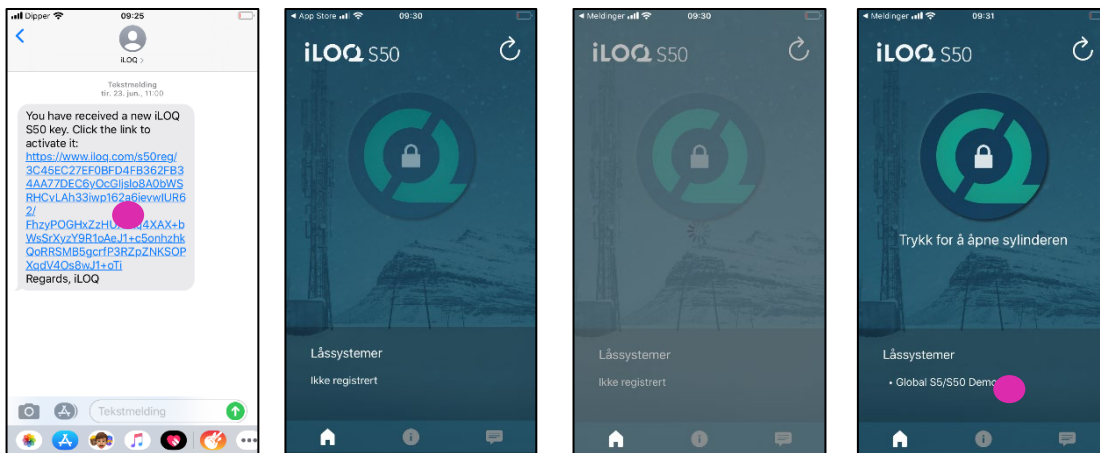 Dipper
09:25
iLOQ >
Tekstmelding
tir. 23. jun., 11:00
You have received a new iLOQ
S50 key. Click the link to
activate it:
https://www.iloq.com/s50reg/
3C45EC27EF0BFD4FB362FB3
RHCvLAh33iwp162a6ievwIUR6
2/
WsSrXyzY9R1oAeJ1+c5onhzhk
QoRRSMB5gcrfP3RZpZNKSOP
XqdV4Os8wJ1+oTi
Regards, iLOQ
Tekstmelding
App Store
09:30
iLOQ S50
Låssystemer
Ikke registrert
Meldinger
09:30
iLOQ S50
Låssystemer
Ikke registrert
Meldinger
09:31
iLOQ S50
Trykk for å åpne sylinderen
Låssystemer
• Global S5/S50 Demo